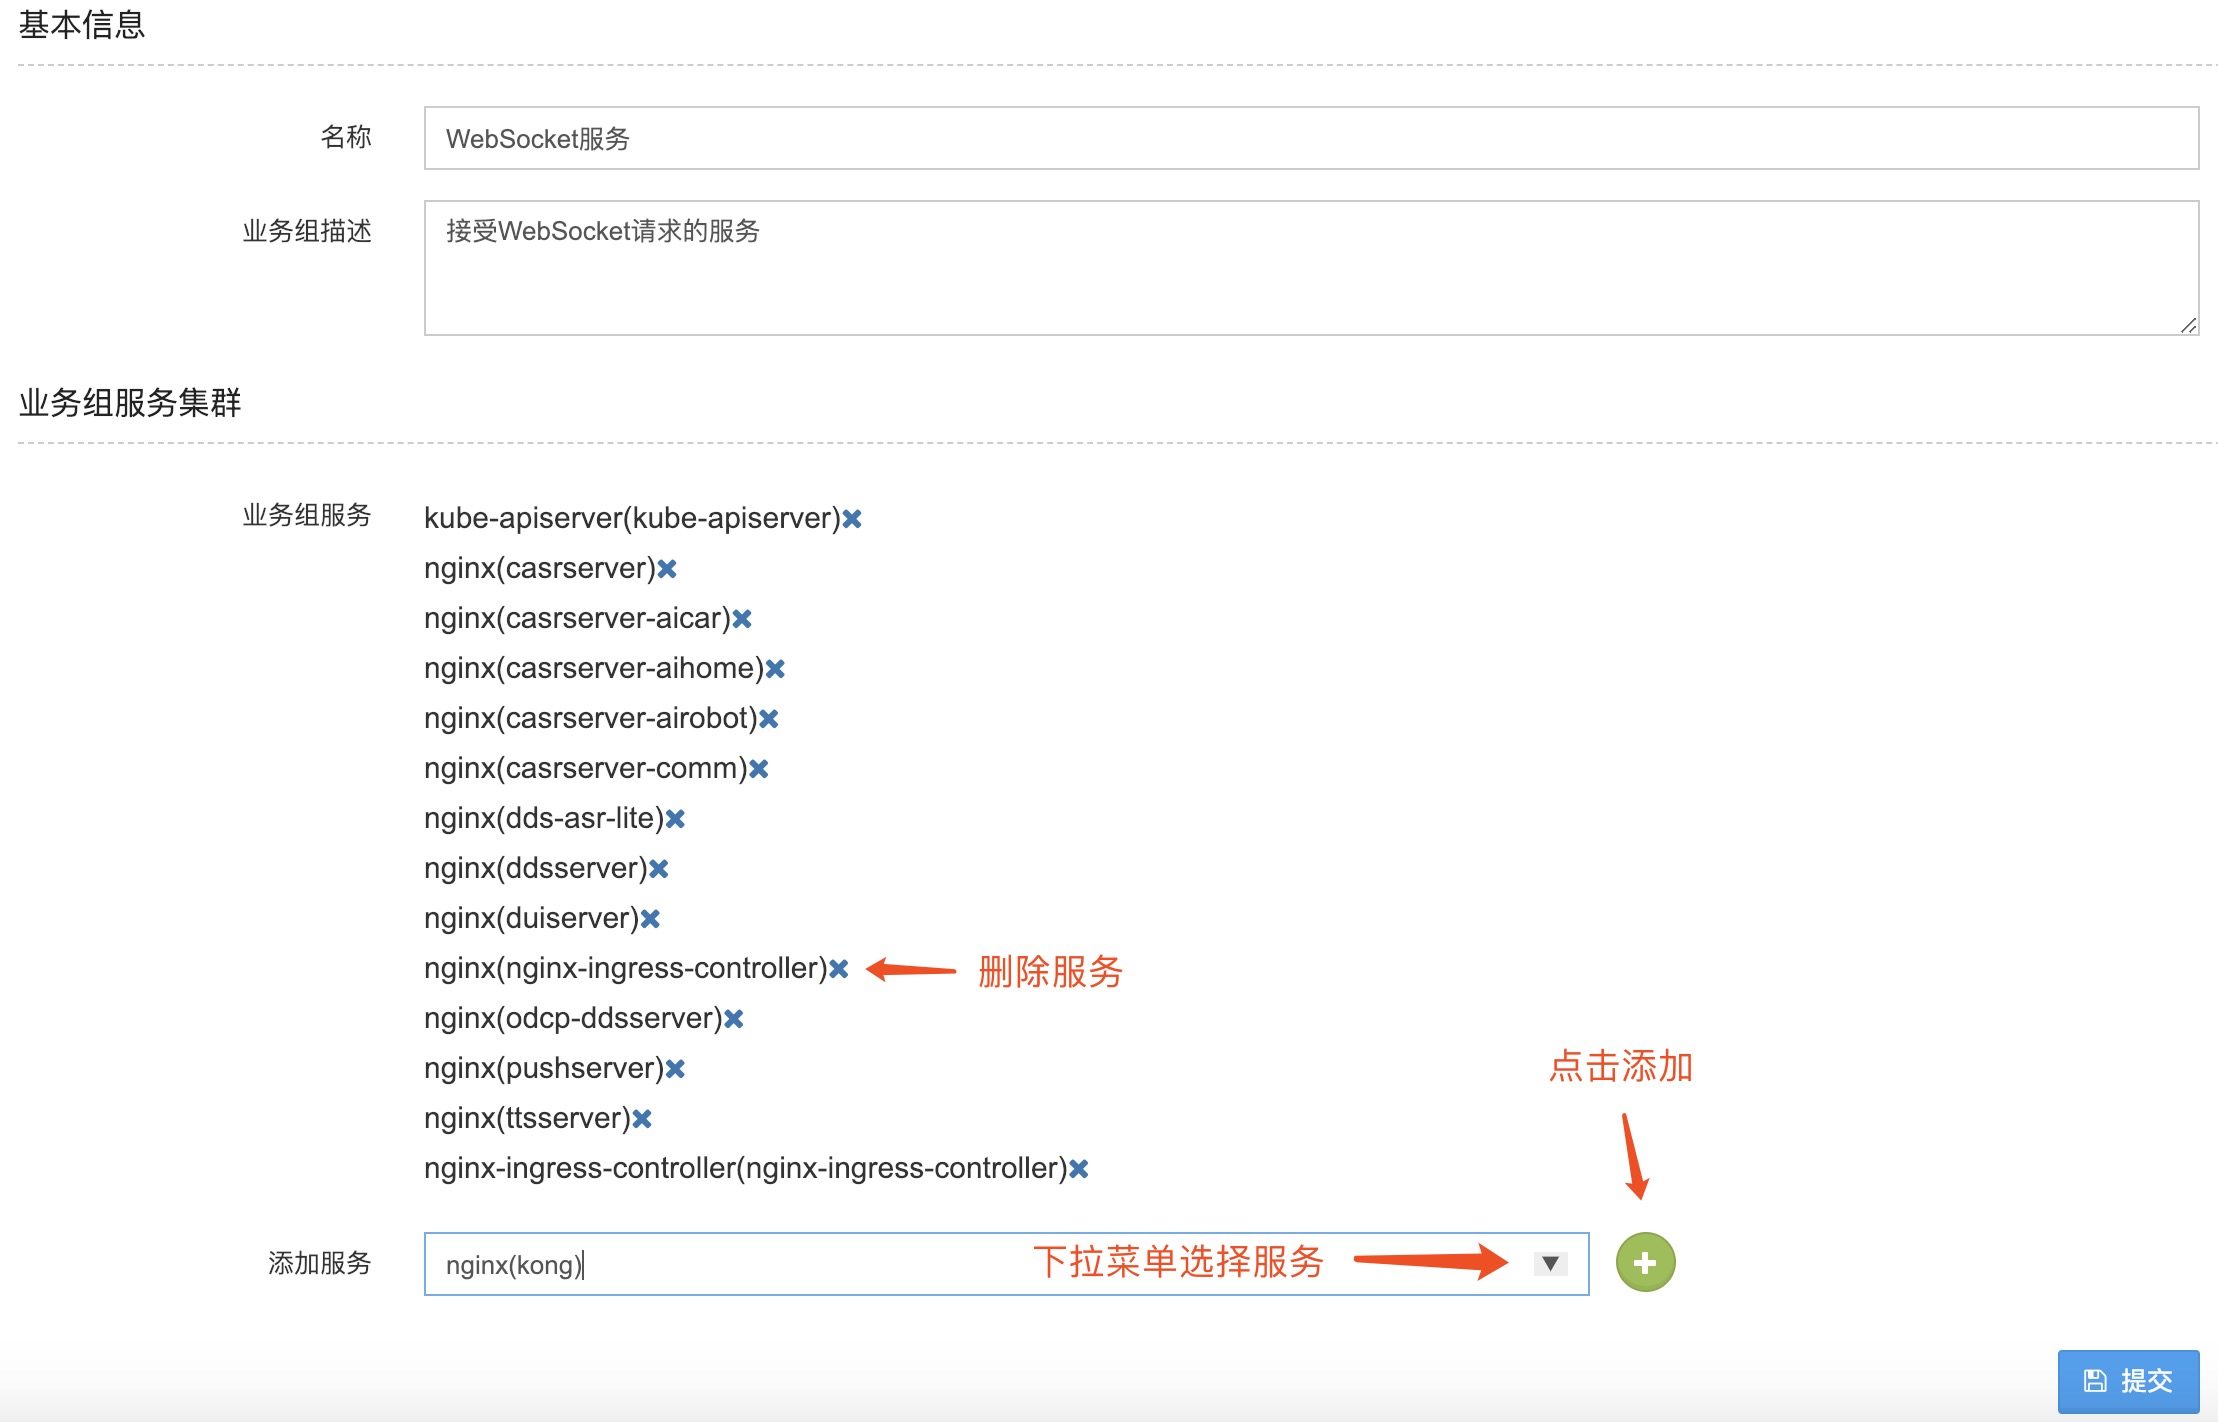 基本信息
名称
WebSocket服务
业务组描述
接受WebSocket请求的服务
业务组服务集群
业务组服务
kube-apiserver(kube-apiserver)
nginx(casrserver)
nginx(casrserver-aicar)
nginx(casrserver-aihome)
nginx(casrserver-airobot)
nginx(casrserver-comm)
nginx(dds-asr-lite)
nginx(ddsserver)
nginx(duiserver)
nginx(nginx-ingress-controller)
删除服务
nginx(odcp-ddsserver)
nginx(pushserver)
点击添加
nginx(ttsserver)
nginx-ingress-controller(nginx-ingress-controller)
添加服务
nginx(kong)
下拉菜单选择服务
提交